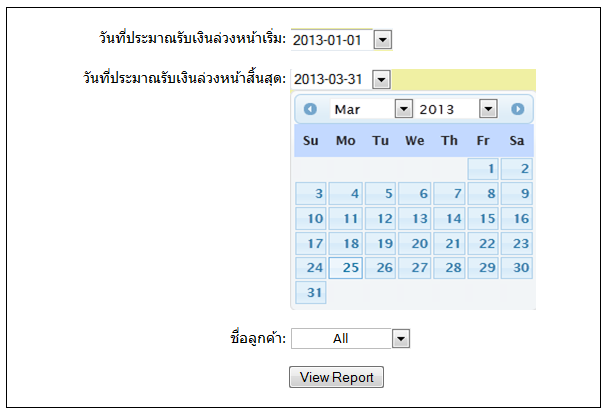 วันที่ประมาณรับเงินล่วงหน้าเริ่ม: 2013-01-01
วันที่ประมาณรับเงินล่วงหน้าสิ้นสุด: 2013-03-31
Mar 2013
Su Mo Tu We Th Fr Sa
1 2
3 4 5 6 7 8 9
10 11 12 13 14 15 16
17 18 19 20 21 22 23
24 25 26 27 28 29 30
31
ชื่อลูกค้า: All
View Report